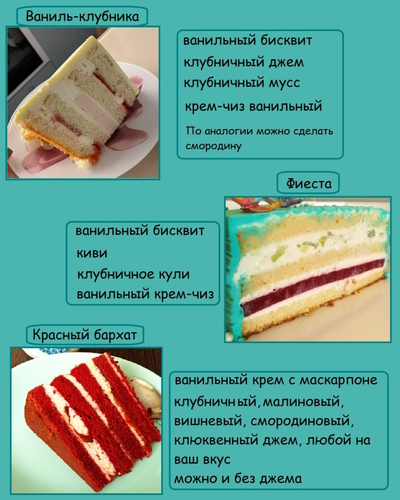 Ваниль-клубника
ванильный бисквит
клубничный джем
клубничный мусс
крем-чиз ванильный
По аналогии можно сделать
смородину
Фиеста
ванильный бисквит
киви
клубничное кули
ванильный крем-чиз
Красный бархат
ванильный крем с маскарпоне
клубничный, малиновый,
вишневый, смородиновый,
клюквенный джем, любой на
ваш вкус
можно и без джема